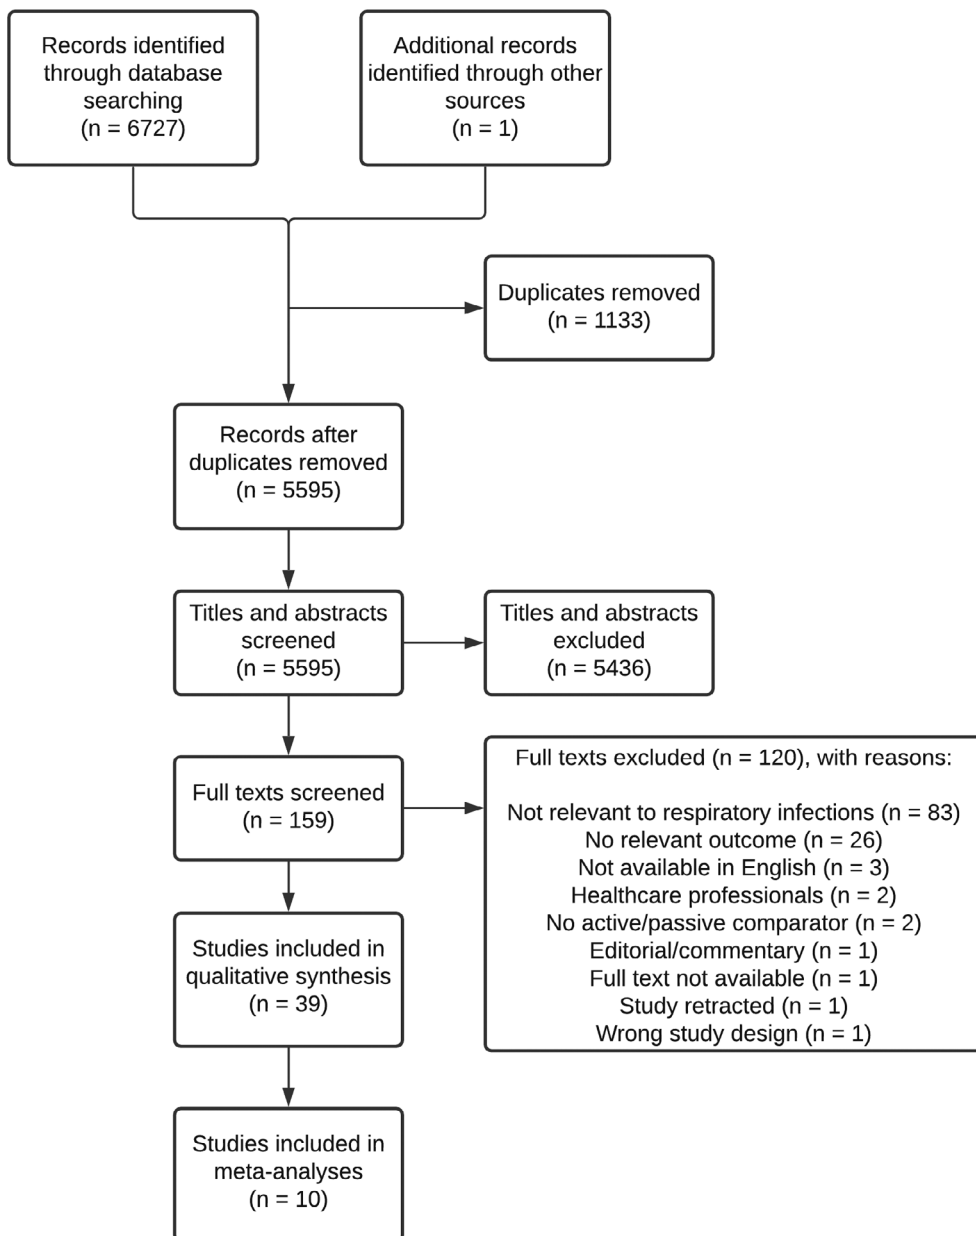 Records identified
through database
searching
(n = 6727)
Additional records
identified through other
sources
(n = 1)
Duplicates removed
(n = 1133)
Records after
duplicates removed
(n = 5595)
Titles and abstracts
screened
(n = 5595)
Titles and abstracts
excluded
(n = 5436)
Full texts screened
(n = 159)
Full texts excluded (n = 120), with reasons:
Not relevant to respiratory infections (n = 83)
No relevant outcome (n = 26)
Not available in English (n = 3)
Healthcare professionals (n = 2)
No active/passive comparator (n = 2)
Editorial/commentary (n = 1)
Full text not available (n = 1)
Study retracted (n = 1)
Wrong study design (n = 1)
Studies included in
qualitative synthesis
(n = 39)
Studies included in
meta-analyses
(n = 10)